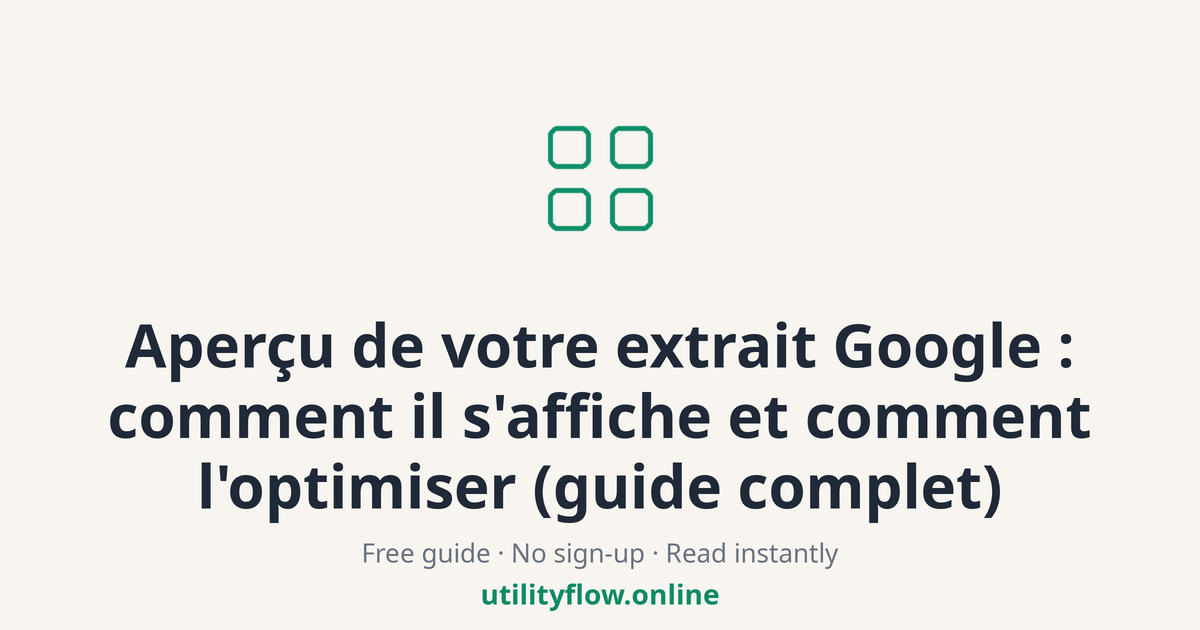 Aperçu de votre extrait Google :
comment il s'affiche et comment
l'optimiser (guide complet)
Free guide · No sign-up · Read instantly
utilityflow.online